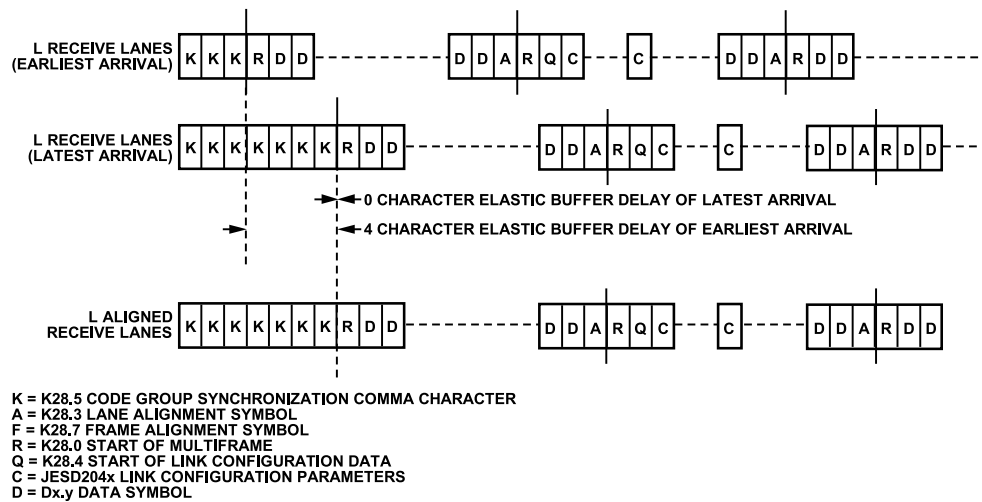 L RECEIVE LANES
(EARLIEST ARRIVAL)
K K K R D D
D D A R Q C
C
D D A R D D
L RECEIVE LANES
(LATEST ARRIVAL)
K K K K K K K R D D
D D A R Q C
C
D D A R D D
0 CHARACTER ELASTIC BUFFER DELAY OF LATEST ARRIVAL
4 CHARACTER ELASTIC BUFFER DELAY OF EARLIEST ARRIVAL
L ALIGNED
RECEIVE LANES
K K K K K K K R D D
D D A R Q C
C
D D A R D D
K = K28.5 CODE GROUP SYNCHRONIZATION COMMA CHARACTER
A = K28.3 LANE ALIGNMENT SYMBOL
F = K28.7 FRAME ALIGNMENT SYMBOL
R = K28.0 START OF MULTIFRAME
Q = K28.4 START OF LINK CONFIGURATION DATA
C = JESD204x LINK CONFIGURATION PARAMETERS
D = Dx.y DATA SYMBOL